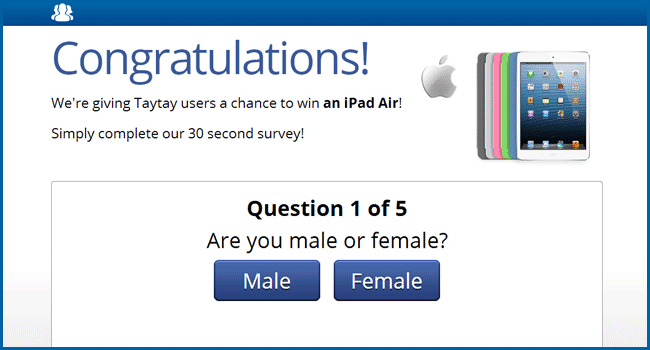 Congratulations!
We're giving Taytay users a chance to win an iPad Air!
Simply complete our 30 second survey!
Question 1 of 5
Are you male or female?
Male
Female